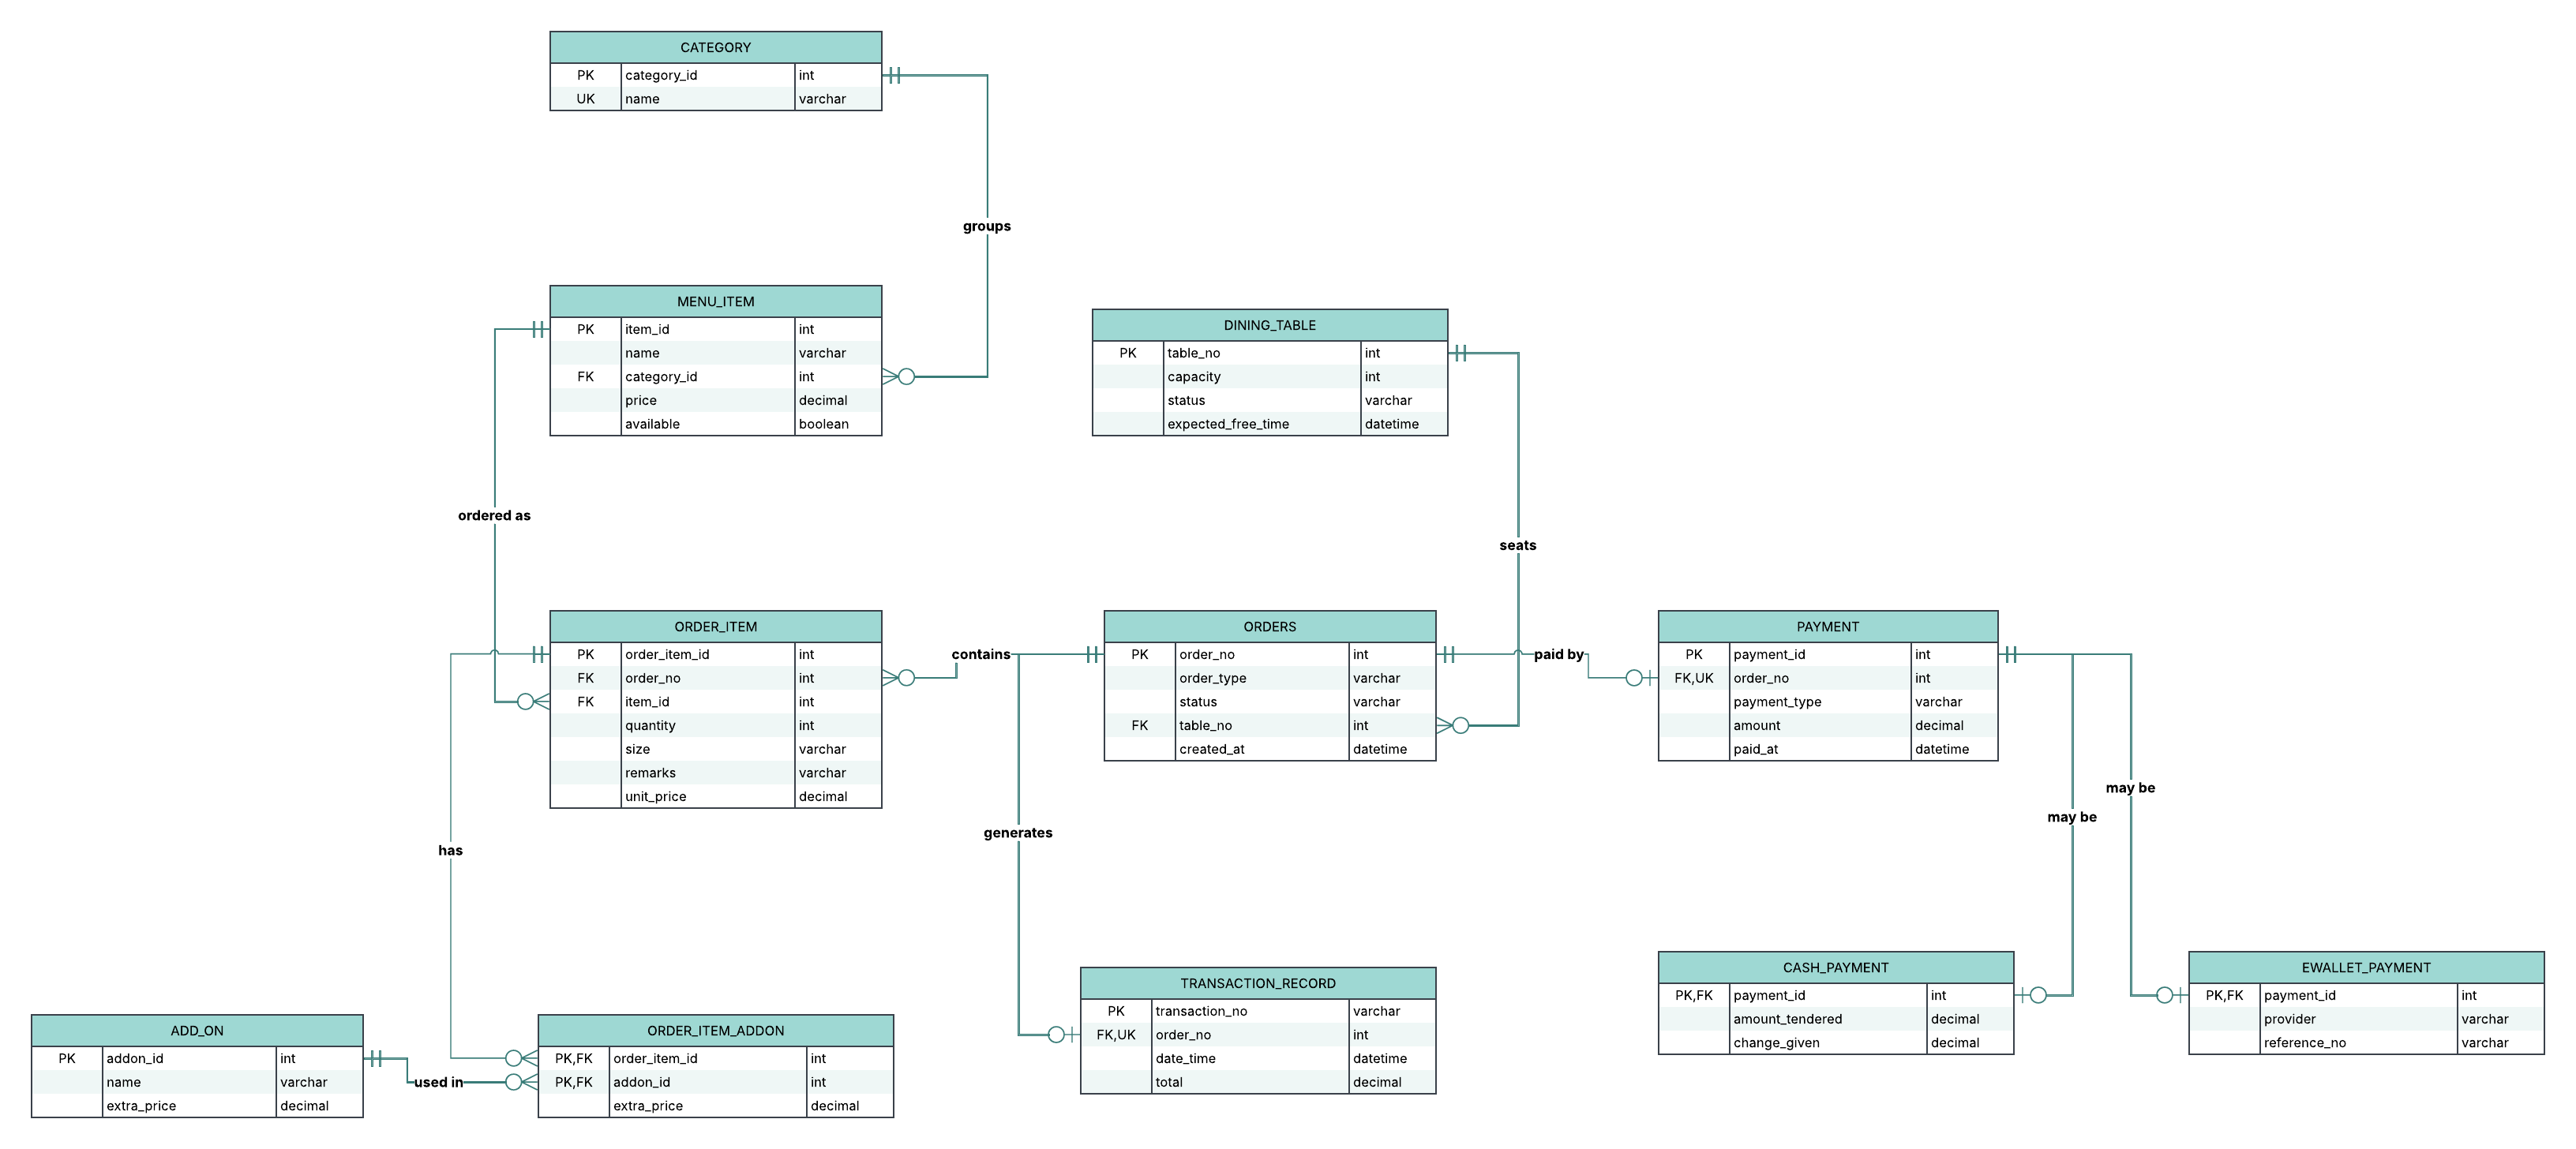 CATEGORY
PK category_id int
UK name varchar
groups
MENU_ITEM
PK item_id int
name varchar
FK category_id int
price decimal
available boolean
DINING_TABLE
PK table_no int
capacity int
status varchar
expected_free_time datetime
ordered as
seats
ORDER_ITEM
PK order_item_id int
FK order_no int
FK item_id int
quantity int
size varchar
remarks varchar
unit_price decimal
contains
ORDERS
PK order_no int
order_type varchar
status varchar
FK table_no int
created_at datetime
paid by
PAYMENT
PK payment_id int
FK,UK order_no int
payment_type varchar
amount decimal
paid_at datetime
may be
may be
generates
has
CASH_PAYMENT
PK,FK payment_id int
amount_tendered decimal
change_given decimal
EWALLET_PAYMENT
PK,FK payment_id int
provider varchar
reference_no varchar
TRANSACTION_RECORD
PK transaction_no varchar
FK,UK order_no int
date_time datetime
total decimal
ADD_ON
PK addon_id int
name varchar
extra_price decimal
used in
ORDER_ITEM_ADDON
PK,FK order_item_id int
PK,FK addon_id int
extra_price decimal